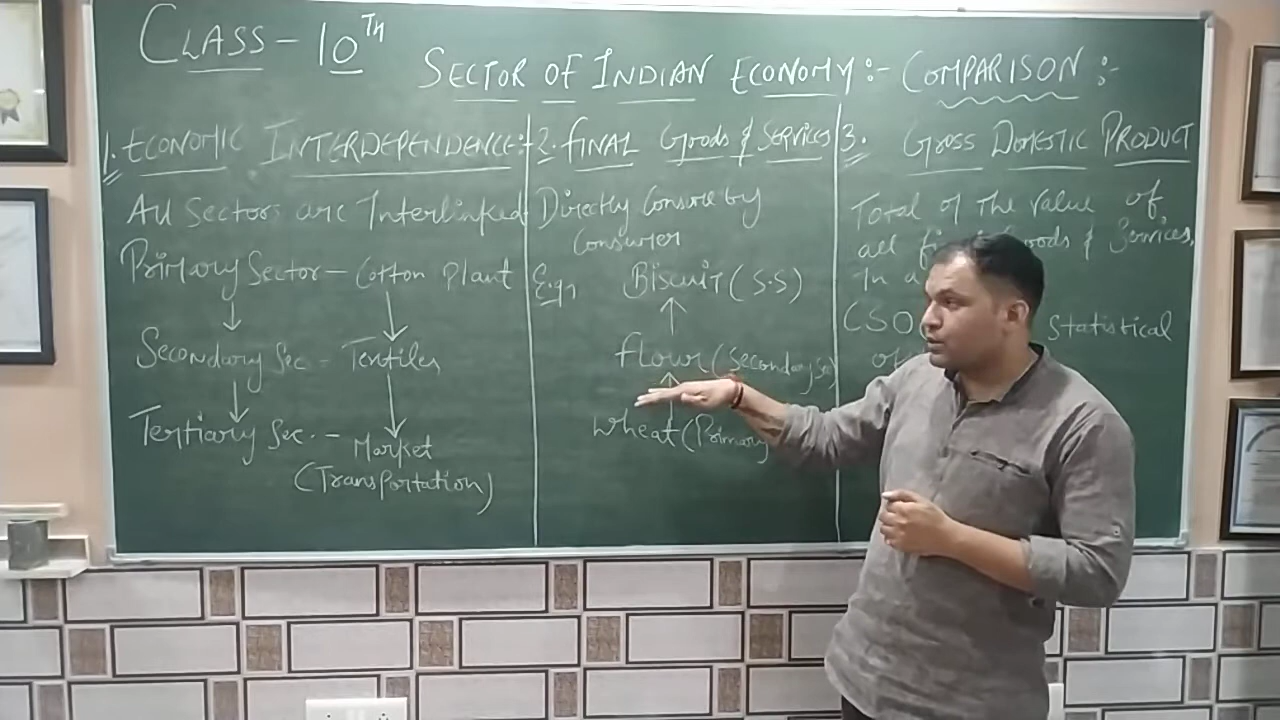 CLASS - 10TH
SECTOR OF INDIAN ECONOMY :- COMPARISON :-
1. ECONOMIC INTERDEPENDENCE:-
All Sectors are Interlinked
Primary Sector - Cotton Plant
Secondary Sec - Textiles
Tertiary Sec. - Market
(Transportation)
2. FINAL Goods & Services
Directly Consume by
Consumer
E.g,
Biscuit (S.S)
flour (Secondary Se)
wheat (Primary
3. GROSS DOMESTIC PRODUCT
Total of The Value of
all Goods & Services,
In a
CSO Statistical